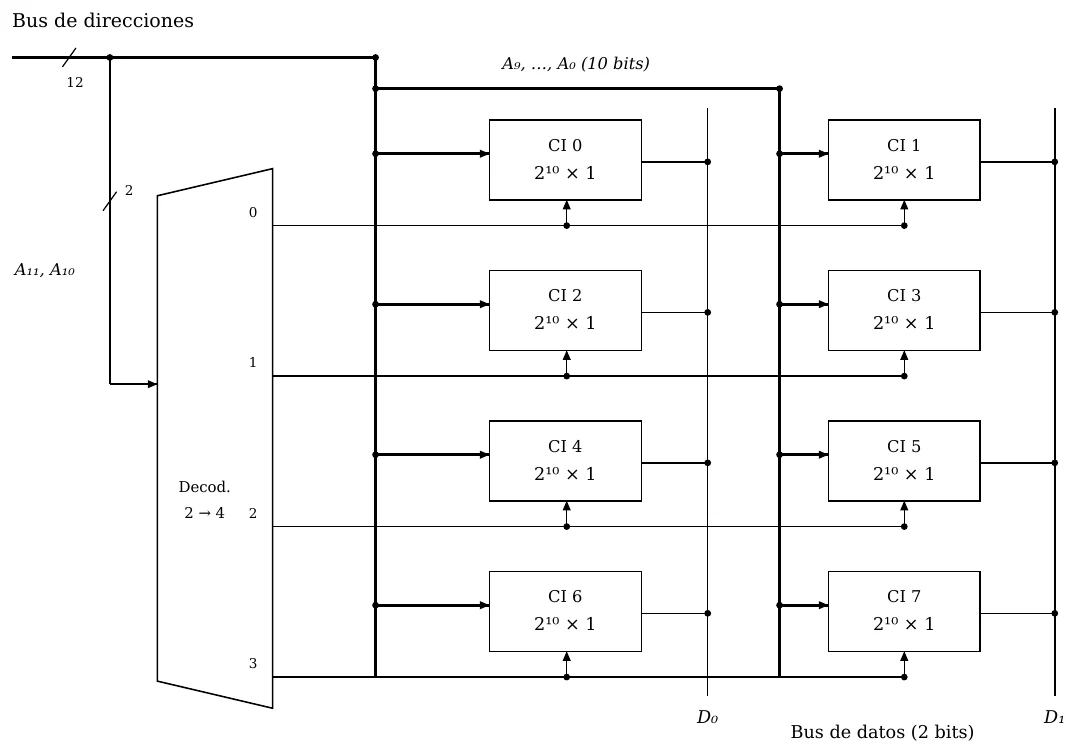 Bus de direcciones
12
A₉, ..., A₀ (10 bits)
CI 0
2¹⁰ × 1
CI 1
2¹⁰ × 1
2
0
A₁₁, A₁₀
CI 2
2¹⁰ × 1
CI 3
2¹⁰ × 1
1
CI 4
2¹⁰ × 1
CI 5
2¹⁰ × 1
Decod.
2 → 4
2
CI 6
2¹⁰ × 1
CI 7
2¹⁰ × 1
3
D₀
D₁
Bus de datos (2 bits)